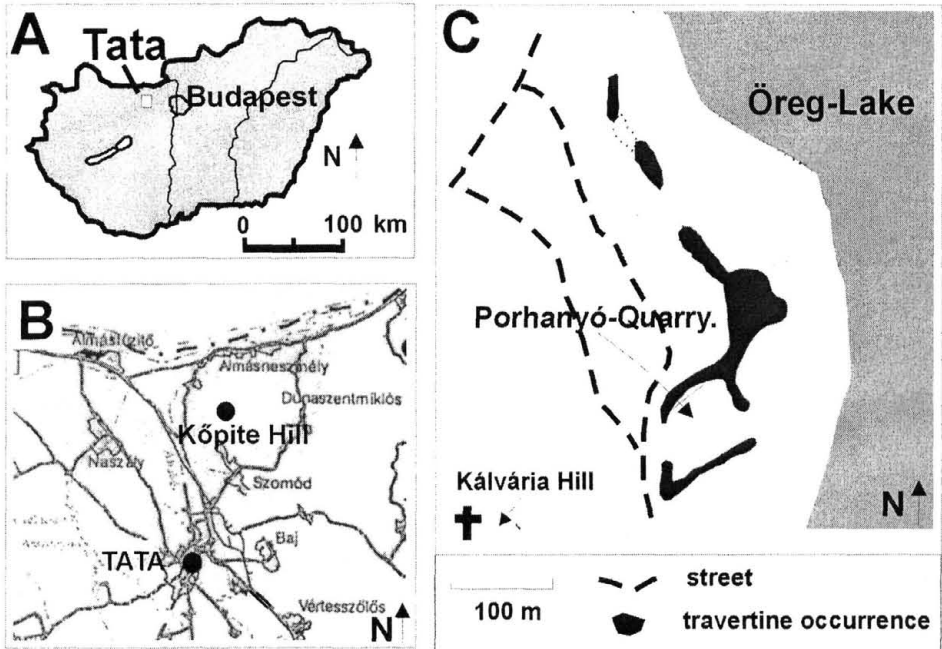 A
Tata
Budapest
N
0 100 km
B
Almásfüzitő
Almásneszmély
Dunaszentmiklós
Kőpite Hill
Naszály
Szomód
TATA
Baj
Vértesszőlős
N
C
Öreg-Lake
Porhanyó-Quarry.
Kálvária Hill
N
100 m
street
travertine occurrence